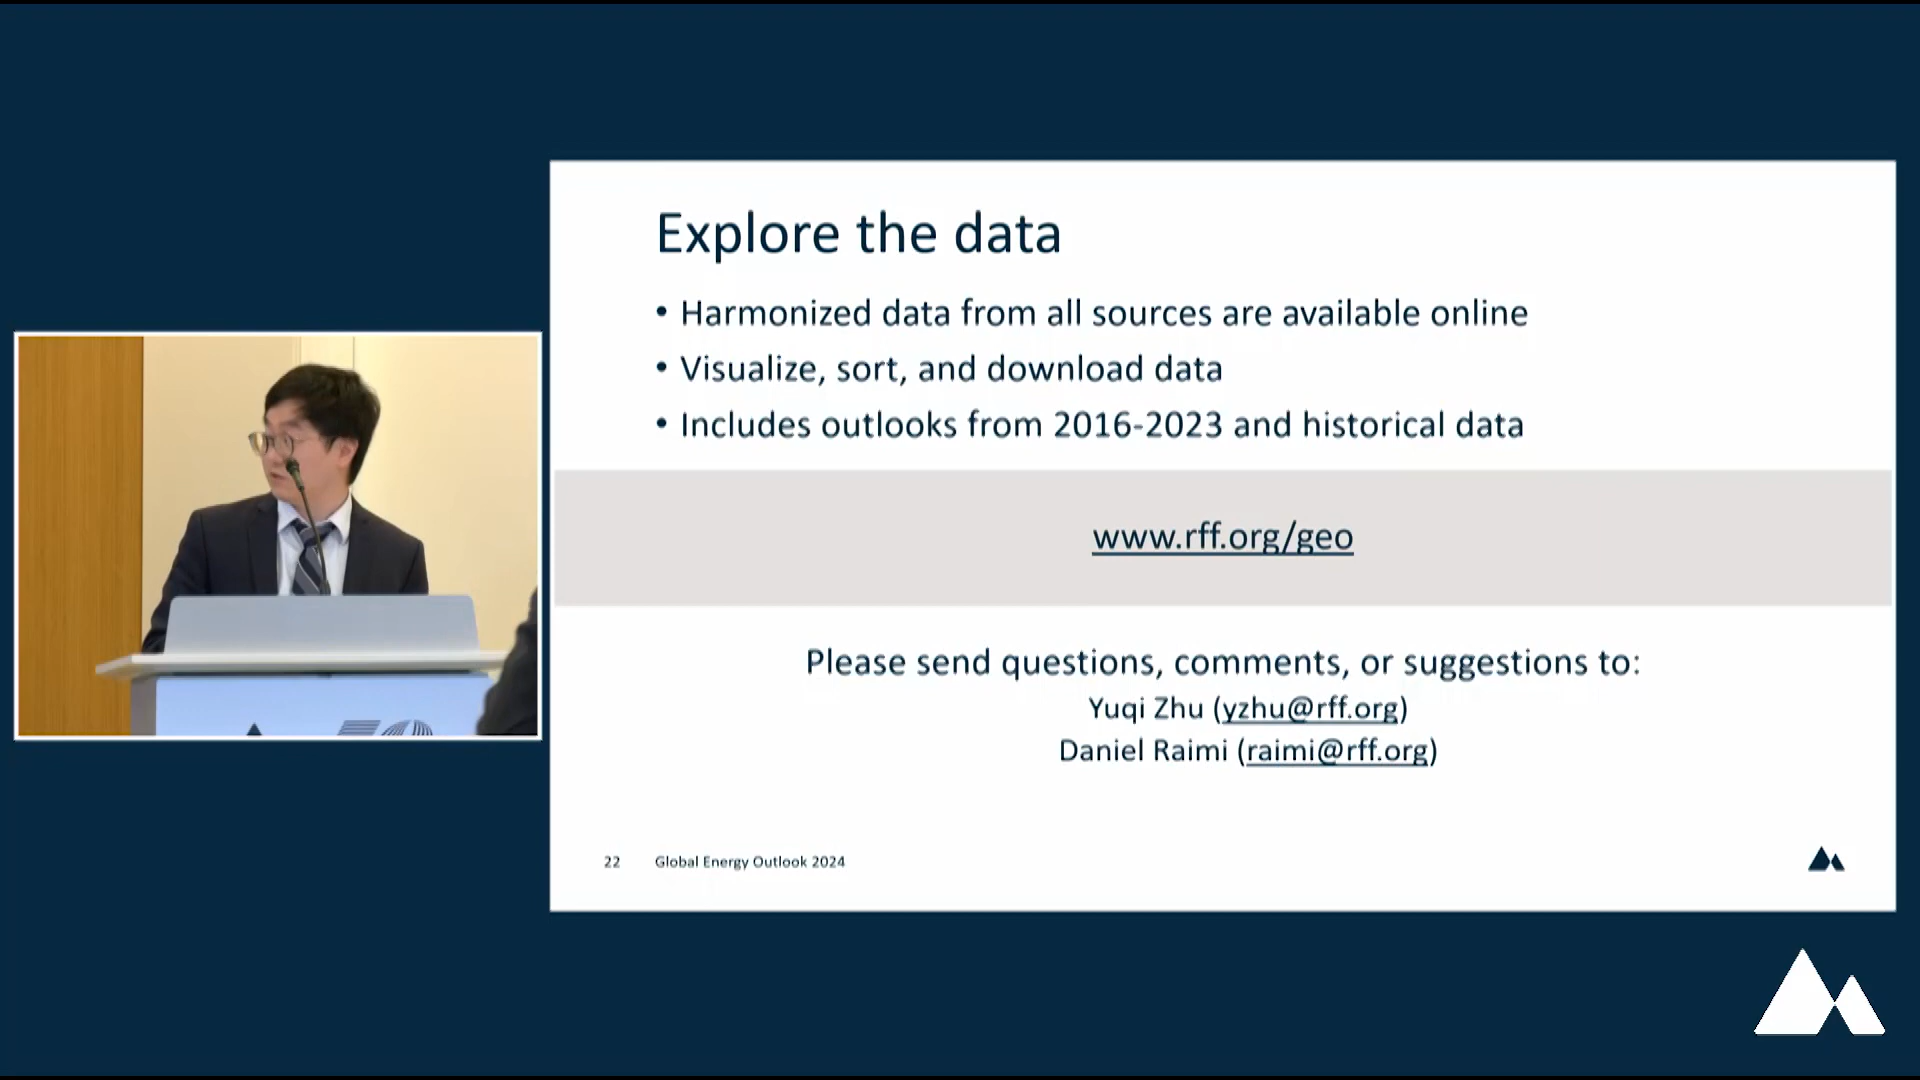 Explore the data
• Harmonized data from all sources are available online
• Visualize, sort, and download data
• Includes outlooks from 2016-2023 and historical data
www.rff.org/geo
Please send questions, comments, or suggestions to:
Yuqi Zhu (yzhu@rff.org)
Daniel Raimi (raimi@rff.org)
22 Global Energy Outlook 2024